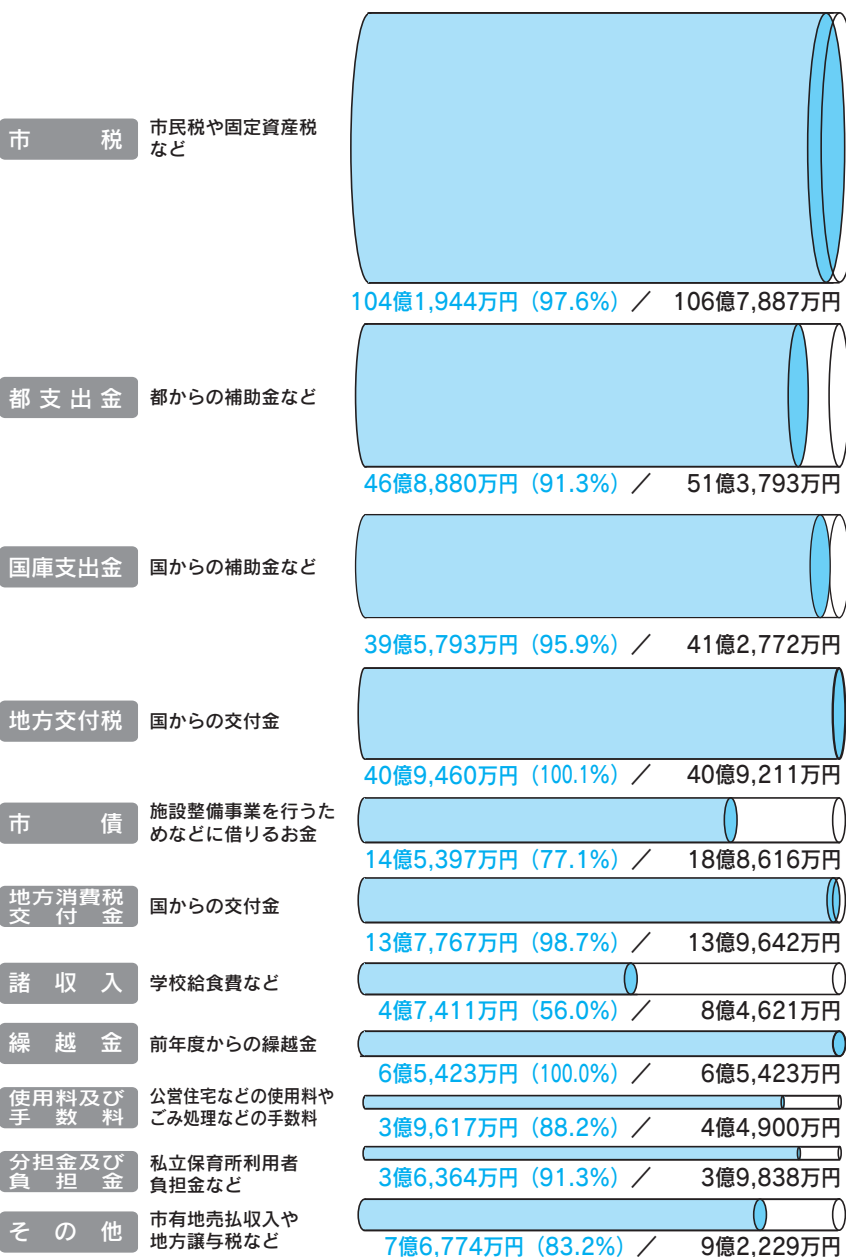 市税
市民税や固定資産税
など
104億1,944万円（97.6%）／ 106億7,887万円
都支出金
都からの補助金など
46億8,880万円（91.3%）／ 51億3,793万円
国庫支出金
国からの補助金など
39億5,793万円（95.9%）／ 41億2,772万円
地方交付税
国からの交付金
40億9,460万円（100.1%）／ 40億9,211万円
市債
施設整備事業を行うた
めなどに借りるお金
14億5,397万円（77.1%）／ 18億8,616万円
地方消費税
交付金
国からの交付金
13億7,767万円（98.7%）／ 13億9,642万円
諸収入
学校給食費など
4億7,411万円（56.0%）／ 8億4,621万円
繰越金
前年度からの繰越金
6億5,423万円（100.0%）／ 6億5,423万円
使用料及び
手数料
公営住宅などの使用料や
ごみ処理などの手数料
3億9,617万円（88.2%）／ 4億4,900万円
分担金及び
負担金
私立保育所利用者
負担金など
3億6,364万円（91.3%）／ 3億9,838万円
その他
市有地売払収入や
地方譲与税など
7億6,774万円（83.2%）／ 9億2,229万円